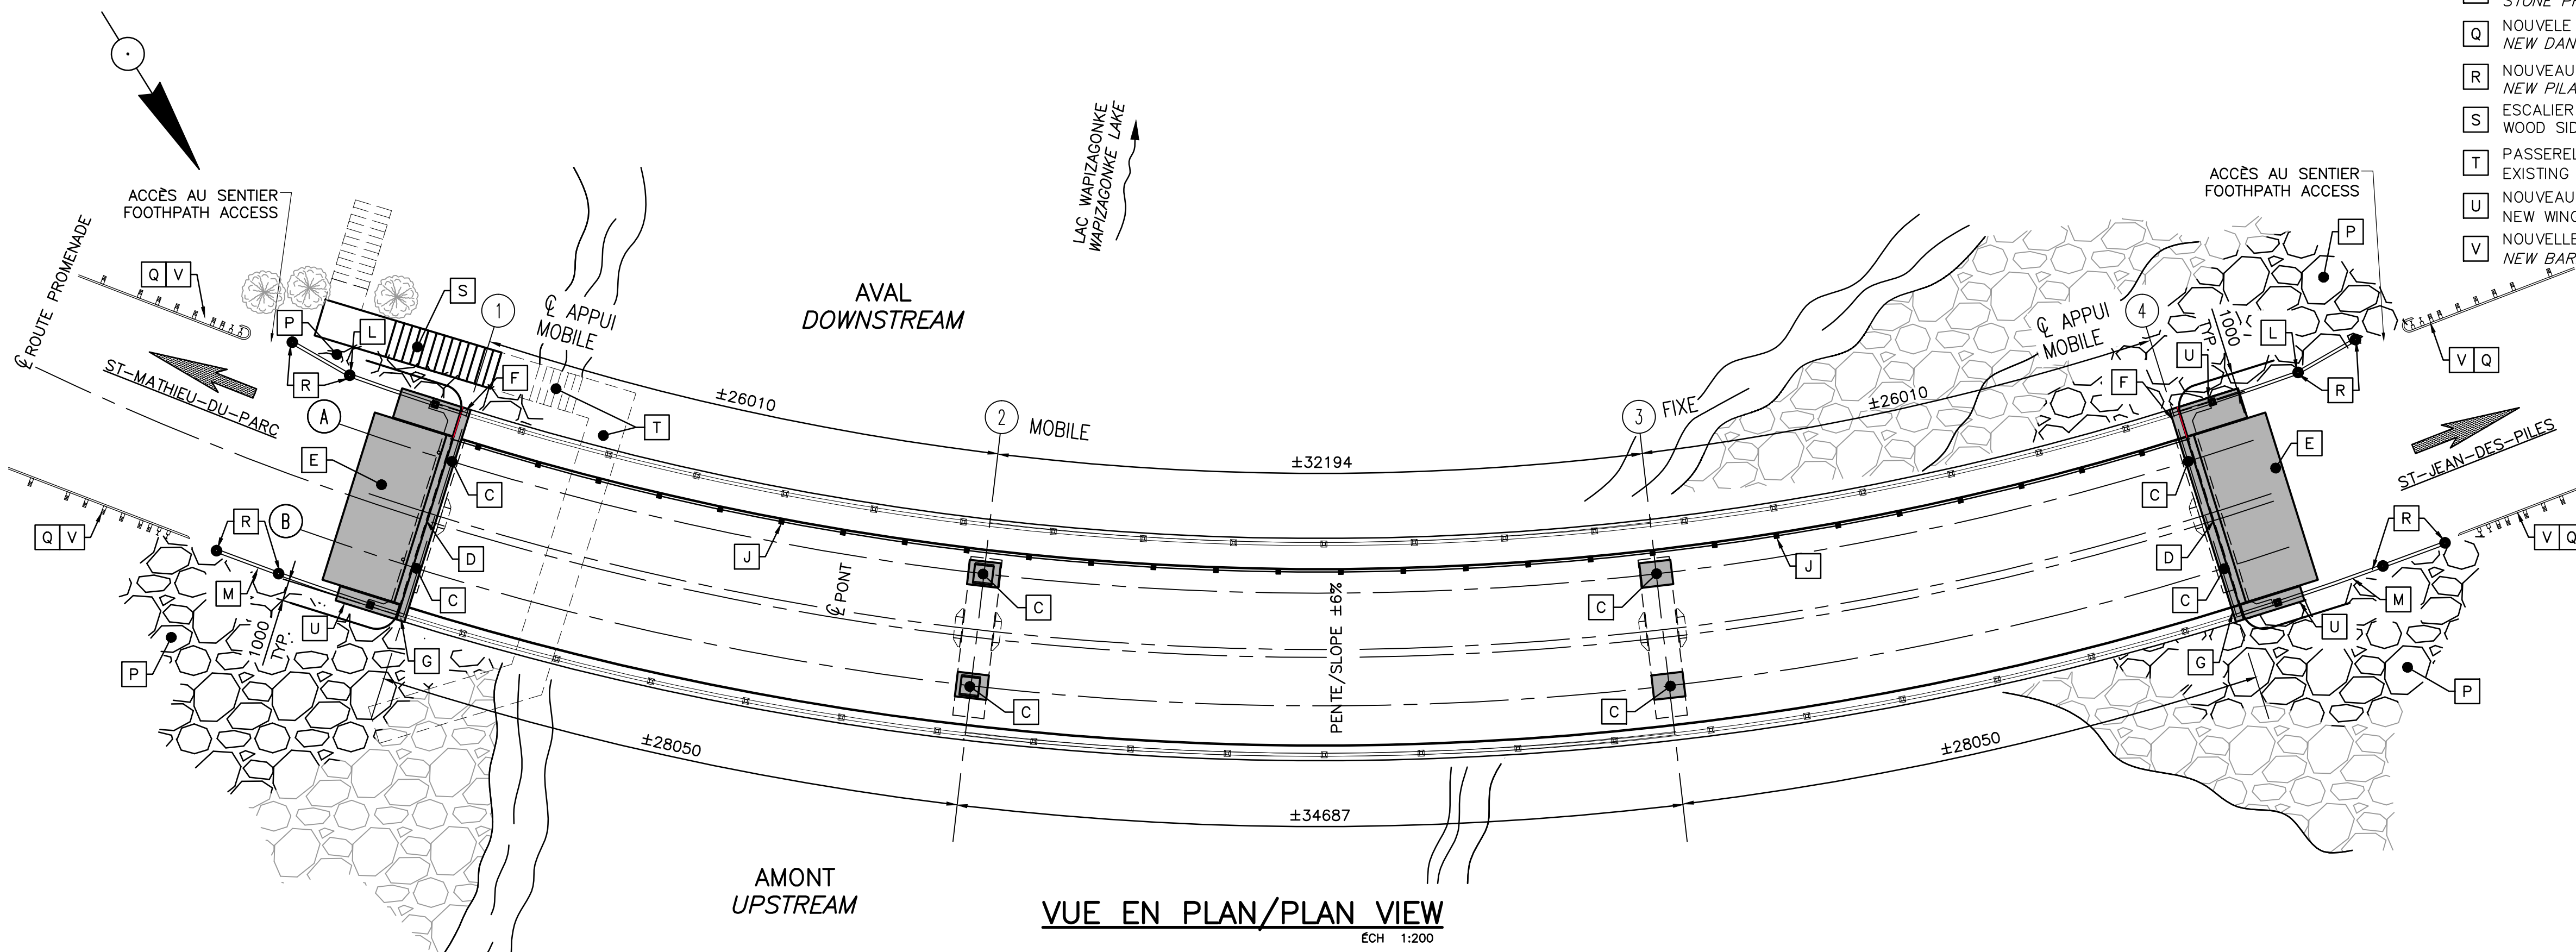 STONE
Q
NOUVELE
NEW DAN
R
NOUVEAU
NEW PILA
S
ESCALIER
WOOD SID
T
PASSEREL
EXISTING
U
NOUVEAU
NEW WING
V
NOUVELLE
NEW BAR
ACCÈS AU SENTIER
FOOTHPATH ACCESS
ACCÈS AU SENTIER
FOOTHPATH ACCESS
LAC WAPIZAGONKE
WAPIZAGONKE LAKE
℄ ROUTE PROMENADE
Q V
S
1
℄ APPUI
MOBILE
AVAL
DOWNSTREAM
P
L
R
F
ST-MATHIEU-DU-PARC
A
E
B
R
Q V
M
U
1000
TYP.
P
G
C
D
C
T
J
±26010
2
MOBILE
±32194
3
FIXE
±26010
℄ APPUI
MOBILE
4
1000
TYP.
U
F
P
L
R
V Q
E
ST-JEAN-DES-PILES
C
D
C
J
℄ PONT
C
C
C
C
PENTE/SLOPE ±6%
R
V Q
M
U
G
P
±28050
±34687
±28050
AMONT
UPSTREAM
VUE EN PLAN/PLAN VIEW
ÉCH 1:200